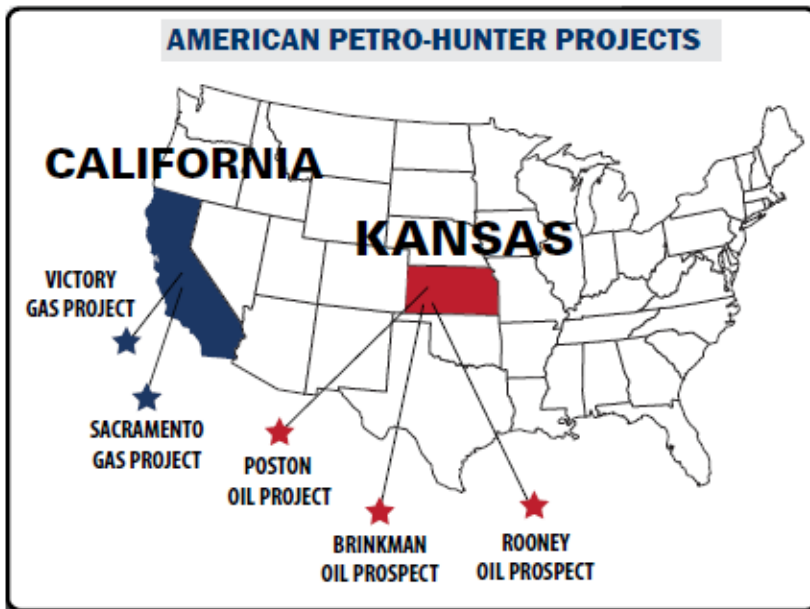 AMERICAN PETRO-HUNTER PROJECTS
CALIFORNIA
KANSAS
VICTORY
GAS PROJECT
SACRAMENTO
GAS PROJECT
POSTON
OIL PROJECT
BRINKMAN
OIL PROSPECT
ROONEY
OIL PROSPECT